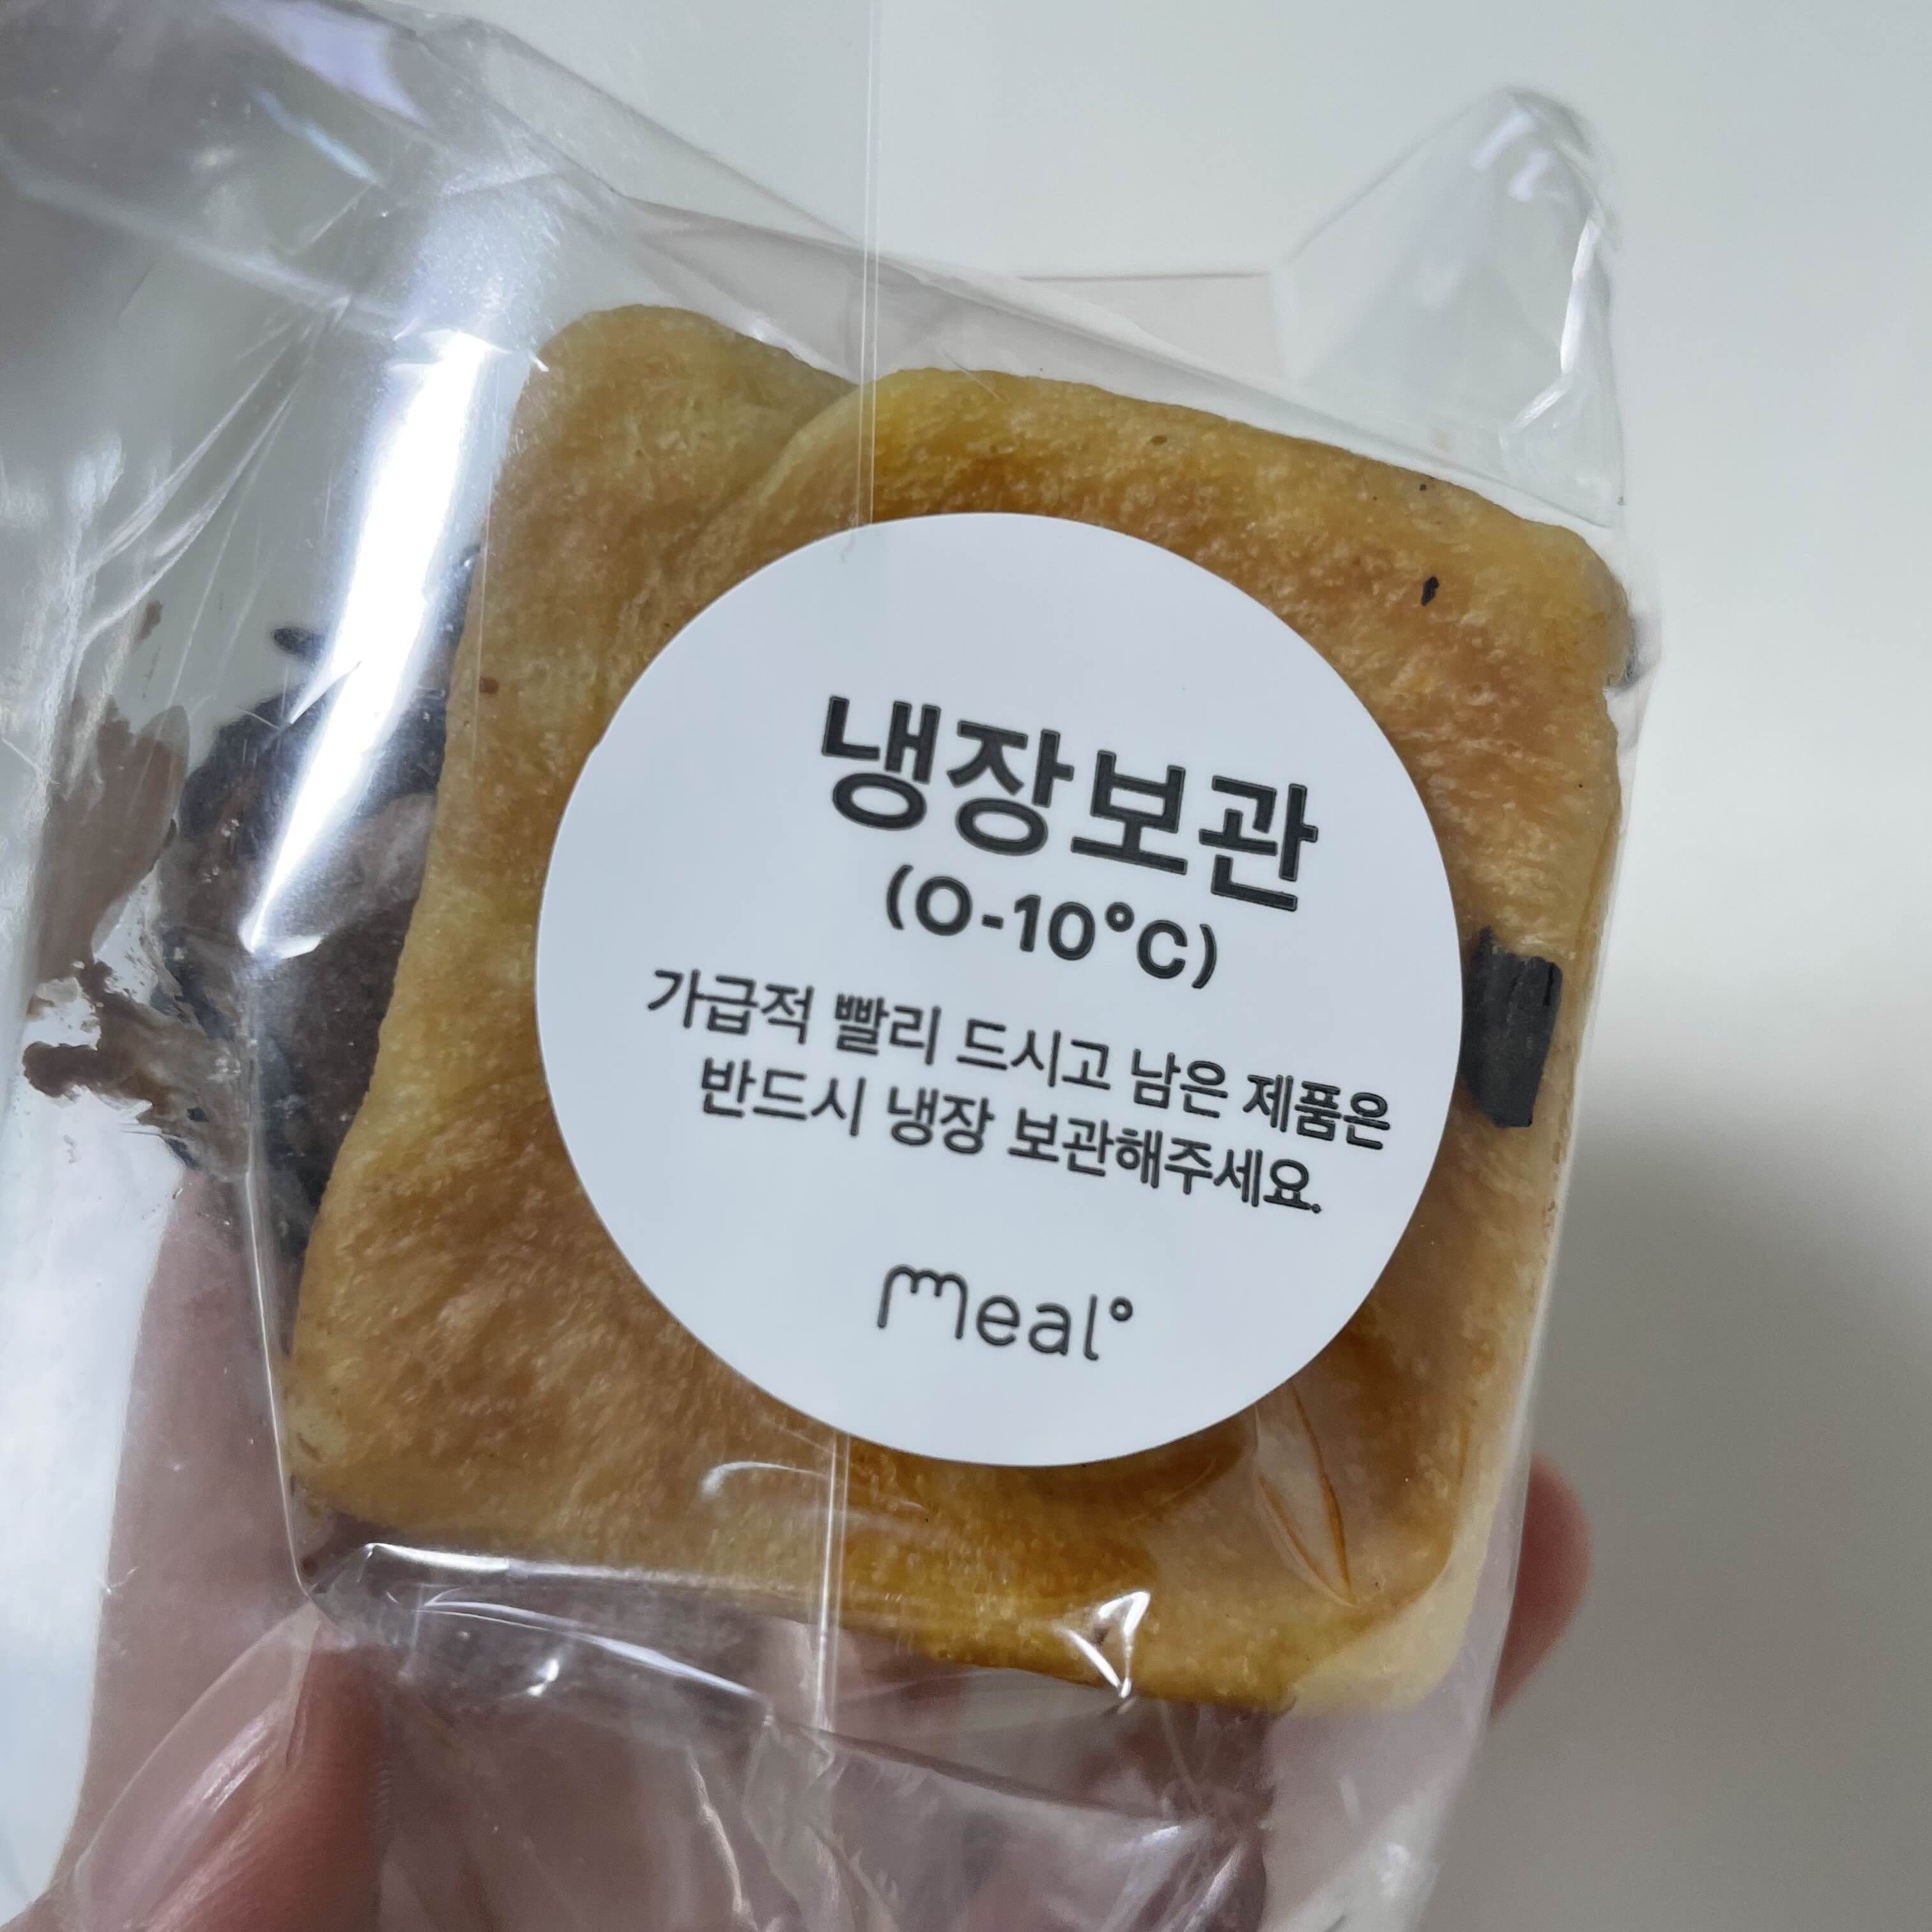 냉장보관
(0-10°C)
가급적 빨리 드시고 남은 제품은
반드시 냉장 보관해주세요.
meal°